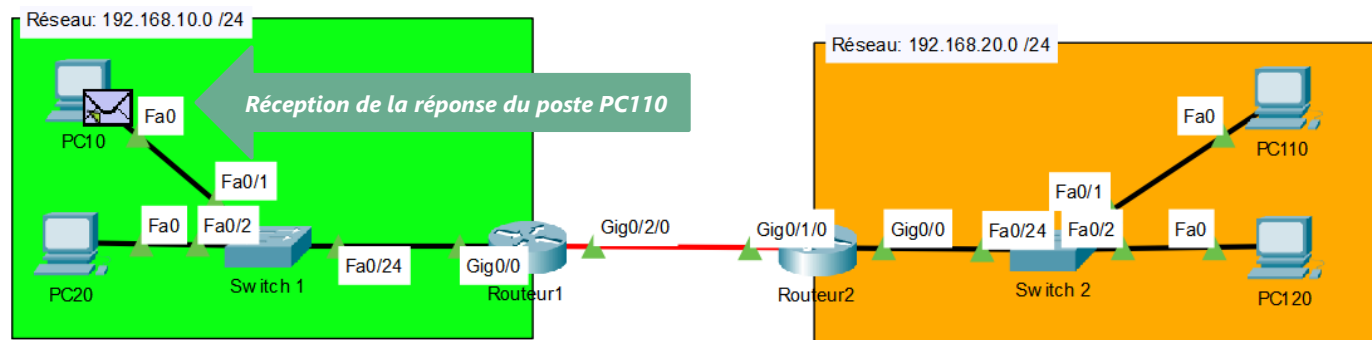 Réseau: 192.168.10.0 /24
Réseau: 192.168.20.0 /24
Réception de la réponse du poste PC110
PC10
Fa0
Fa0/1
PC20
Fa0
Fa0/2
Switch 1
Fa0/24
Gig0/0
Routeur1
Gig0/2/0
Gig0/1/0
Routeur2
Gig0/0
Fa0/24
Switch 2
Fa0/1
Fa0/2
Fa0
PC110
Fa0
PC120